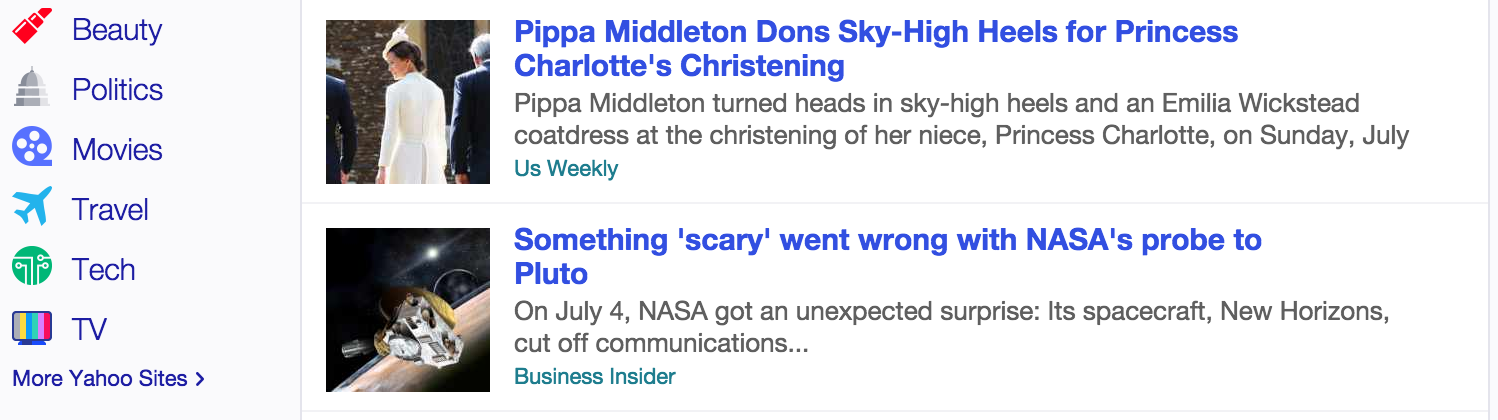 Beauty
Politics
Movies
Travel
Tech
TV
More Yahoo Sites >
Pippa Middleton Dons Sky-High Heels for Princess
Charlotte's Christening
Pippa Middleton turned heads in sky-high heels and an Emilia Wickstead
coatdress at the christening of her niece, Princess Charlotte, on Sunday, July
Us Weekly
Something 'scary' went wrong with NASA's probe to
Pluto
On July 4, NASA got an unexpected surprise: Its spacecraft, New Horizons,
cut off communications...
Business Insider